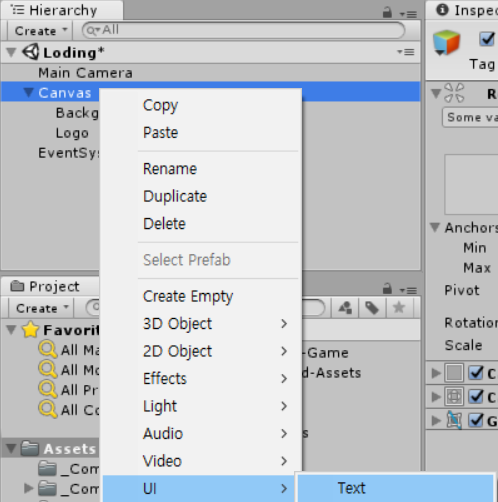 Hierarchy
Create
All
Loding*
Main Camera
Canvas
Backg
Logo
EventSy
Copy
Paste
Rename
Duplicate
Delete
Select Prefab
Create Empty
3D Object
2D Object
Effects
Light
Audio
Video
UI
Text
Project
Create
Favorit
All Ma
All Mo
All Pr
All Co
-Game
d-Assets
s
Assets
_Com
_Com
Inspec
Tag
R
Some va
Anchors
Min
Max
Pivot
Rotation
Scale
C
C
G